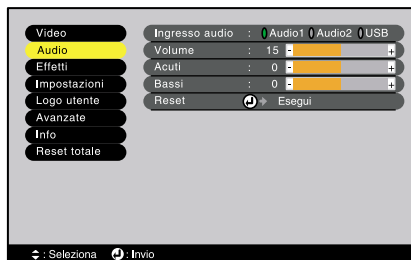 Video
Audio
Effetti
Impostazioni
Logo utente
Avanzate
Info
Reset totale
Ingresso audio : Audio1 Audio2 USB
Volume : 15 - +
Acuti : 0 - +
Bassi : 0 - +
Reset Esegui
: Seleziona : Invio